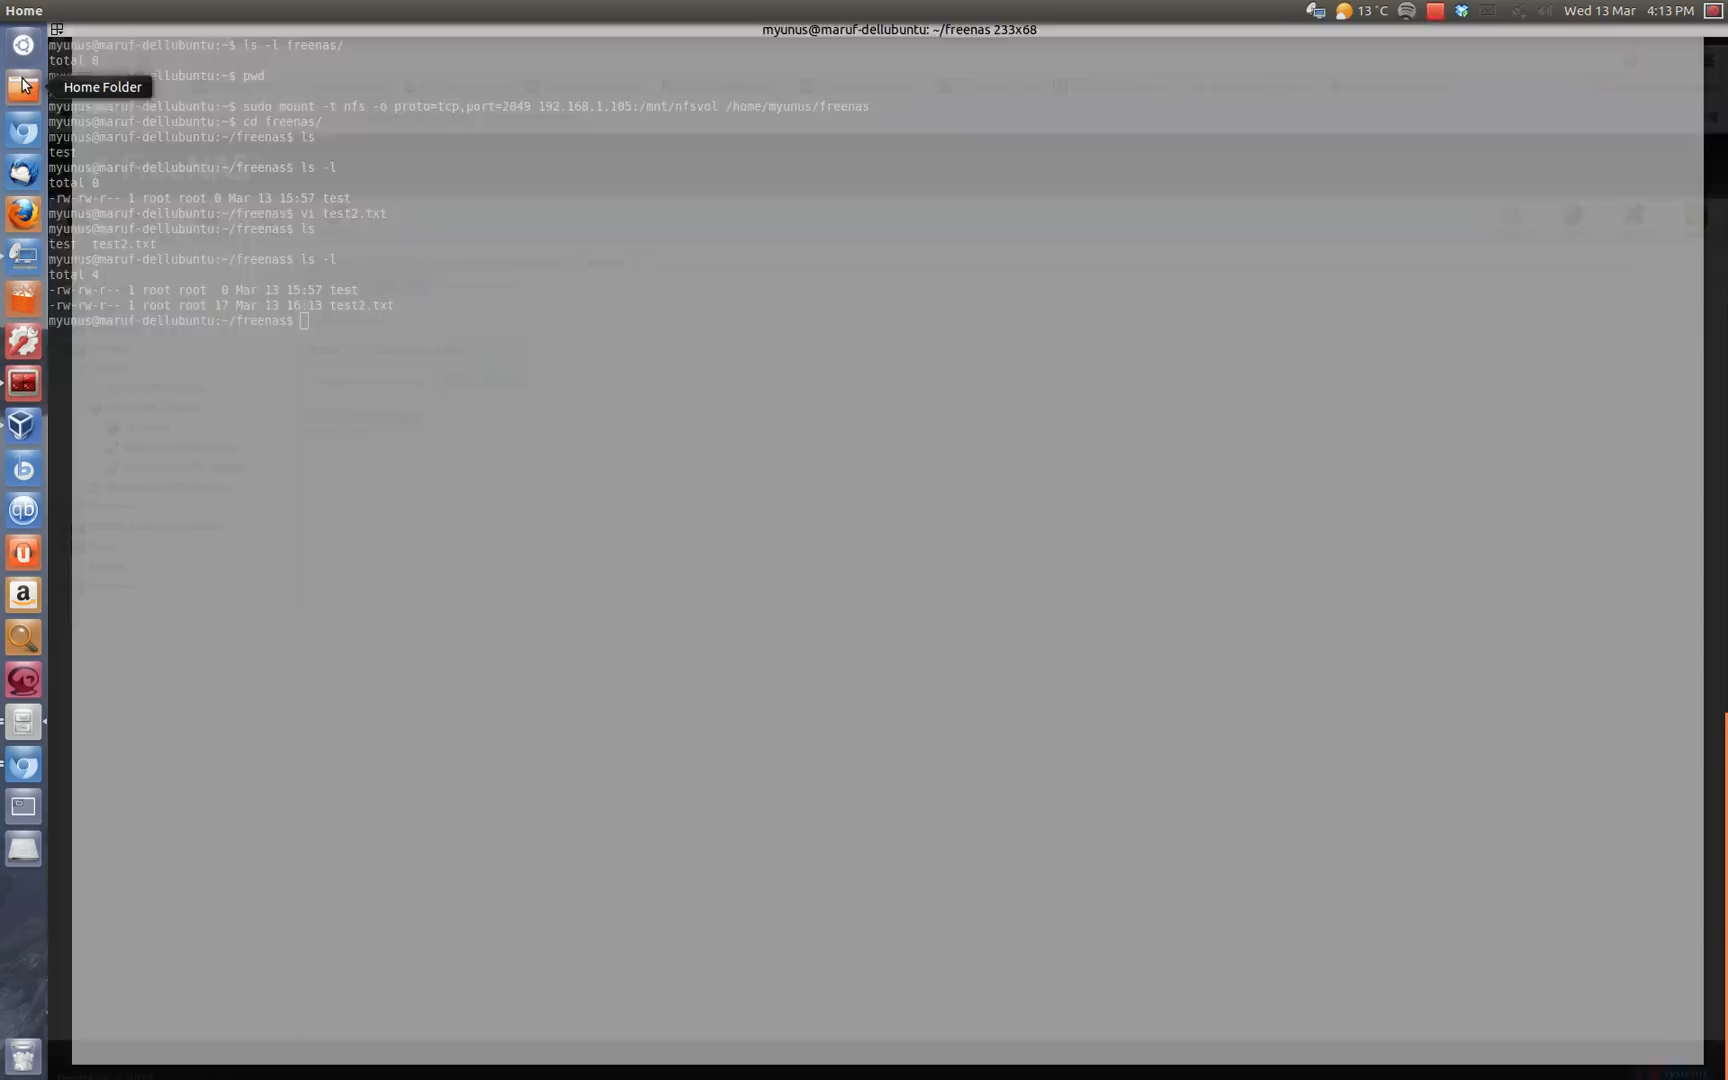 Home
13 °C
Wed 13 Mar
4:13 PM
myunus@maruf-dellubuntu: ~/freenas 233x68
Home Folder
myunus@maruf-dellubuntu:~$ ls -l freenas/
total 0
dellubuntu:~$ pwd
myunus@maruf-dellubuntu:~$ sudo mount -t nfs -o proto=tcp,port=2049 192.168.1.105:/mnt/nfsvol /home/myunus/freenas
myunus@maruf-dellubuntu:~$ cd freenas/
myunus@maruf-dellubuntu:~/freenas$ ls
test
myunus@maruf-dellubuntu:~/freenas$ ls -l
total 0
-rw-rw-r-- 1 root root 0 Mar 13 15:57 test
myunus@maruf-dellubuntu:~/freenas$ vi test2.txt
myunus@maruf-dellubuntu:~/freenas$ ls
test  test2.txt
myunus@maruf-dellubuntu:~/freenas$ ls -l
total 4
-rw-rw-r-- 1 root root  0 Mar 13 15:57 test
-rw-rw-r-- 1 root root 17 Mar 13 16:13 test2.txt
myunus@maruf-dellubuntu:~/freenas$